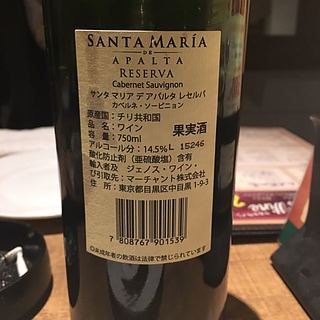 SANTA MARÍA
DE
APALTA
RESERVA
Cabernet Sauvignon
サンタ マリア デ アパルタ レセルバ
カベルネ・ソービニョン
原産国：チリ共和国
品名：ワイン 果実酒
容量：750ml
アルコール分：14.5% L 15246
酸化防止剤（亜硫酸塩）含有
輸入者及 ジェノス・ワイン・
び引取先：マーチャント株式会社
住所：東京都目黒区中目黒 1-9-3
7 808767 901539
未成年者の飲酒は法律で禁じられています。